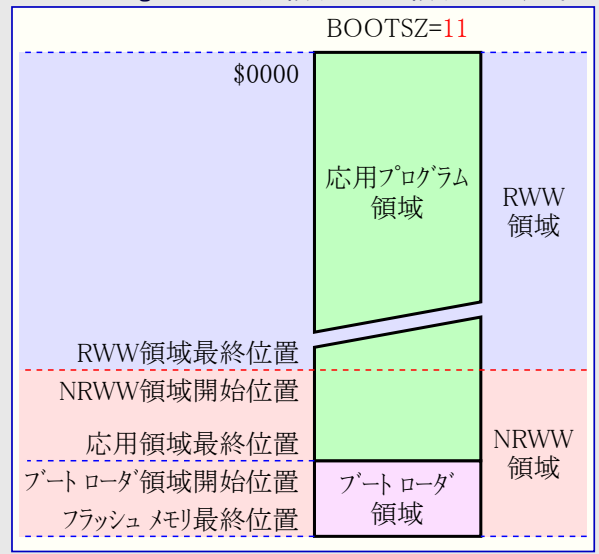 BOOTSZ=11
$0000
応用プログラム
領域
RWW
領域
RWW領域最終位置
NRWW領域開始位置
応用領域最終位置
NRWW
領域
ブート ローダ領域開始位置
フラッシュ メモリ最終位置
ブート ローダ
領域